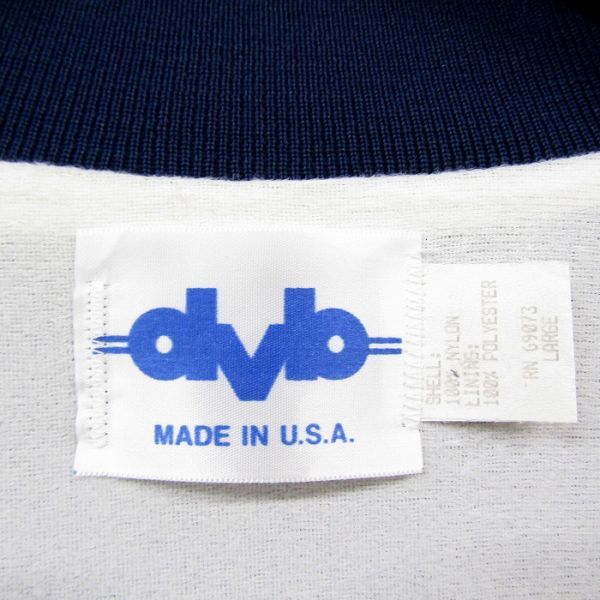 dvb
MADE IN U.S.A.
SHELL:
100% NYLON
LINING:
100% POLYESTER
RN 69073
LARGE